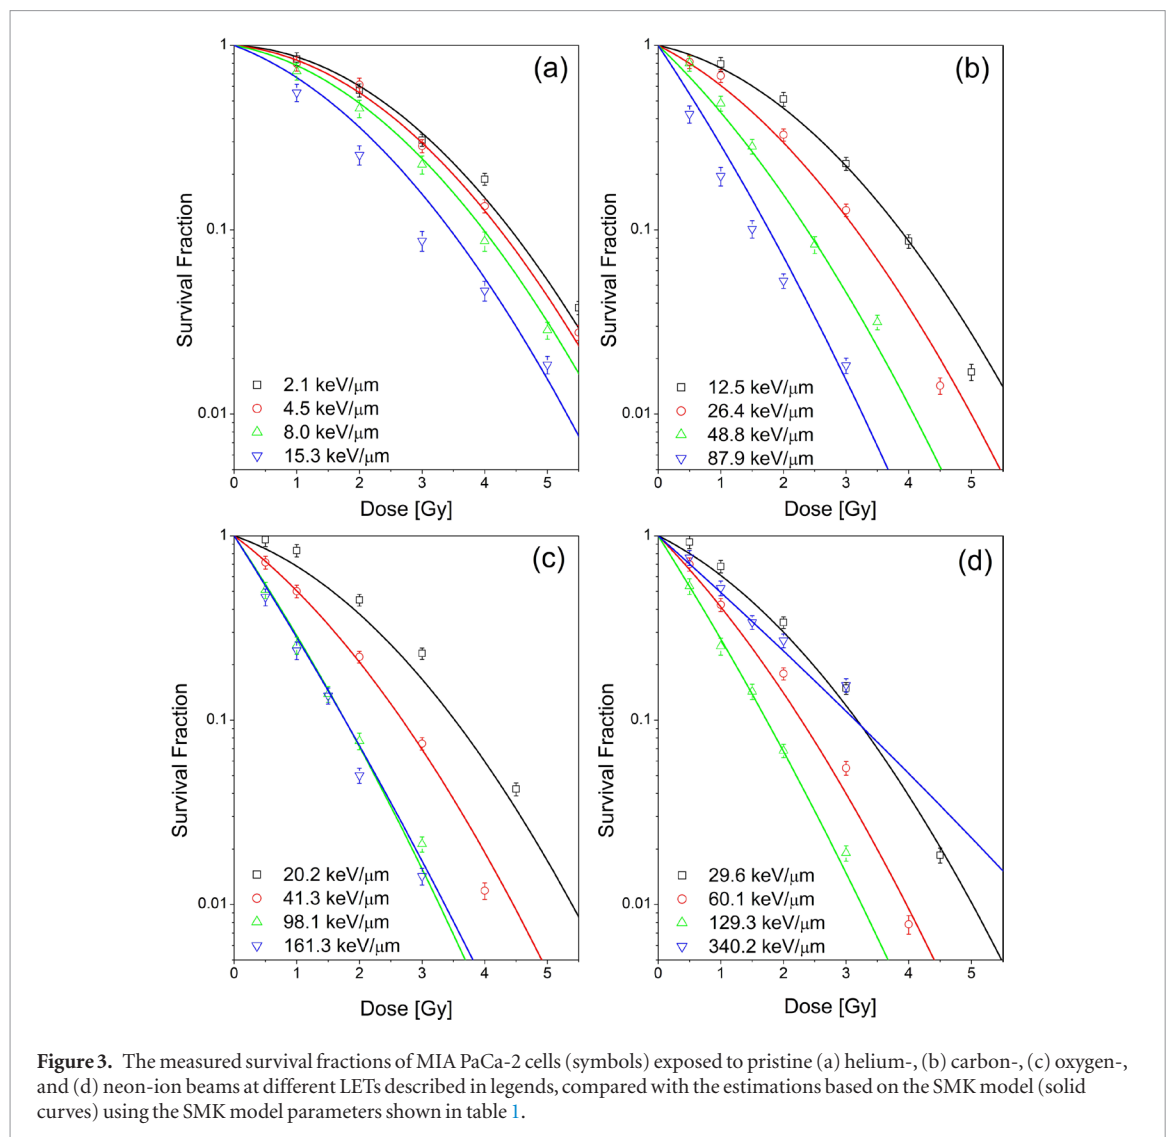 (a)
1
0.1
0.01
Survival Fraction
2.1 keV/μm
4.5 keV/μm
8.0 keV/μm
15.3 keV/μm
0 1 2 3 4 5
Dose [Gy]
(b)
1
0.1
0.01
Survival Fraction
12.5 keV/μm
26.4 keV/μm
48.8 keV/μm
87.9 keV/μm
0 1 2 3 4 5
Dose [Gy]
(c)
1
0.1
0.01
Survival Fraction
20.2 keV/μm
41.3 keV/μm
98.1 keV/μm
161.3 keV/μm
0 1 2 3 4 5
Dose [Gy]
(d)
1
0.1
0.01
Survival Fraction
29.6 keV/μm
60.1 keV/μm
129.3 keV/μm
340.2 keV/μm
0 1 2 3 4 5
Dose [Gy]
Figure 3. The measured survival fractions of MIA PaCa-2 cells (symbols) exposed to pristine (a) helium-, (b) carbon-, (c) oxygen-,
and (d) neon-ion beams at different LETs described in legends, compared with the estimations based on the SMK model (solid
curves) using the SMK model parameters shown in table 1.